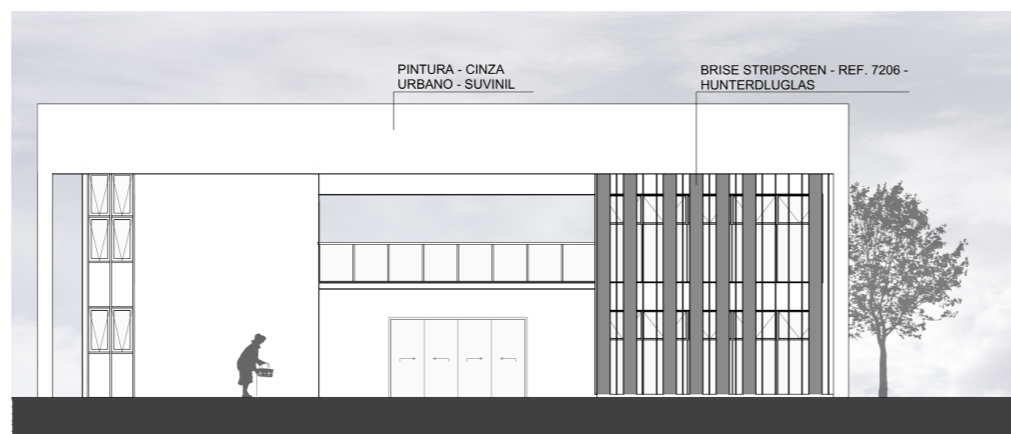 PINTURA - CINZA
URBANO - SUVINIL
BRISE STRIPSCREN - REF. 7206 -
HUNTERDLUGLAS